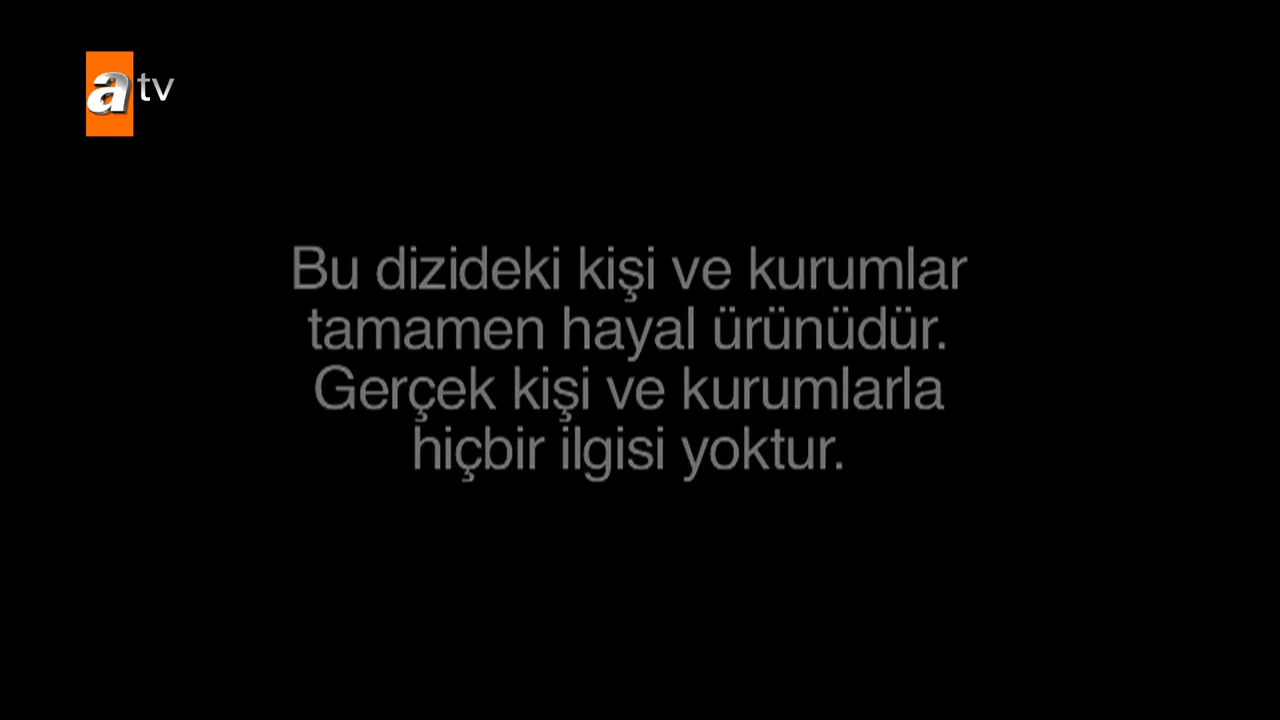 atv
Bu dizideki kişi ve kurumlar
tamamen hayal ürünüdür.
Gerçek kişi ve kurumlarla
hiçbir ilgisi yoktur.